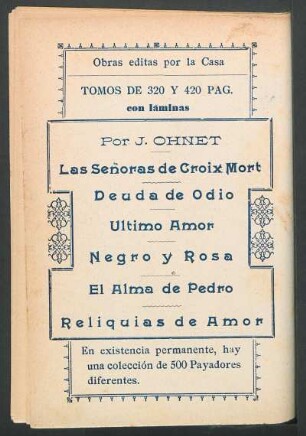 Obras editas por la Casa
TOMOS DE 320 Y 420 PAG.
con láminas
Por J. OHNET
Las Señoras de Croix Mort
Deuda de Odio
Ultimo Amor
Negro y Rosa
El Alma de Pedro
Reliquias de Amor
En existencia permanente, hay
una colección de 500 Payadores
diferentes.